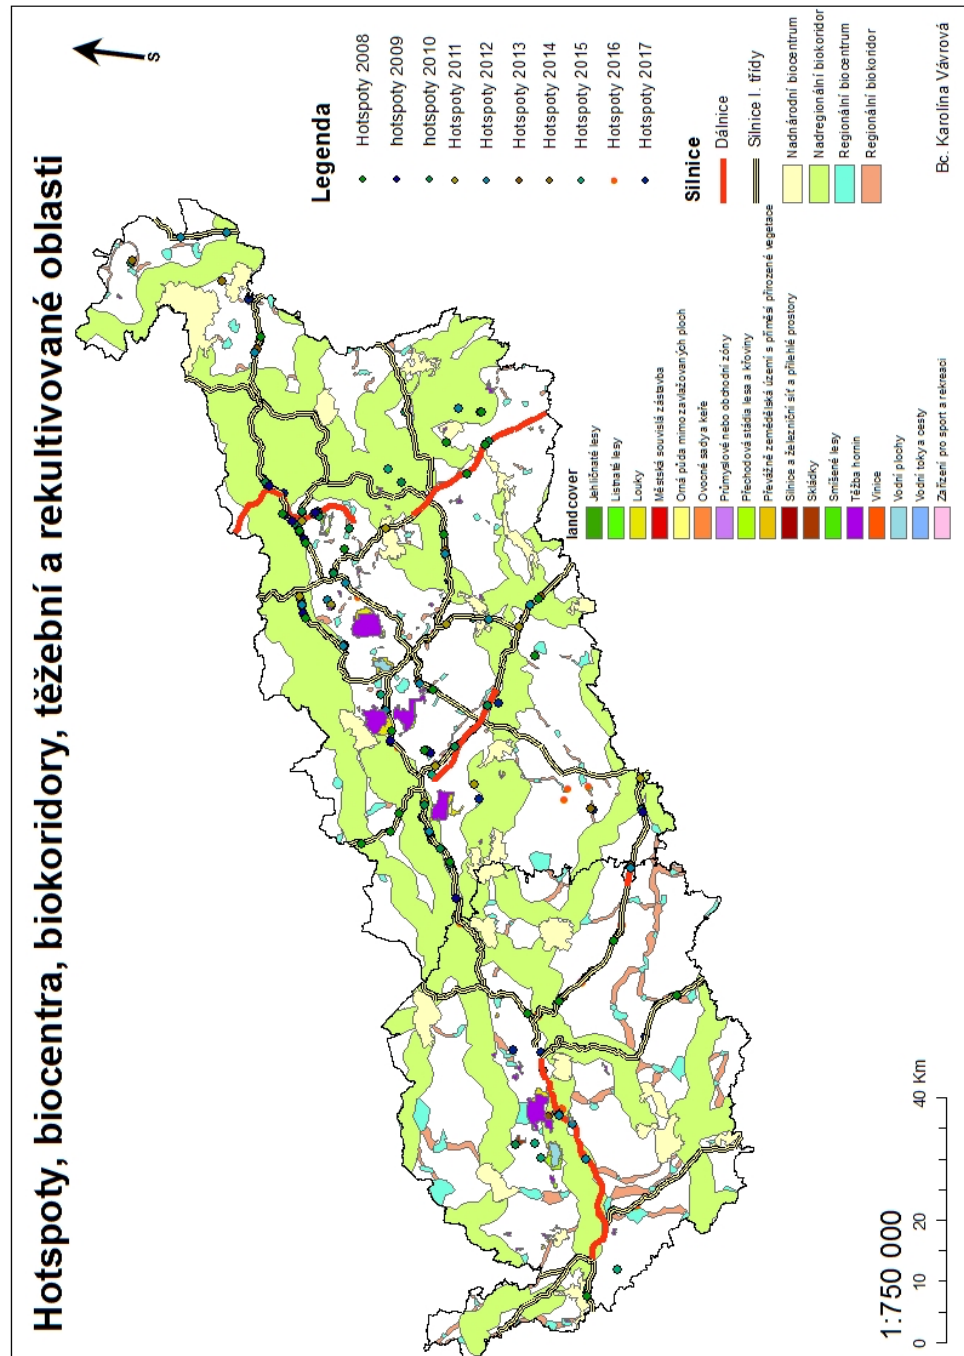 Hotspoty, biocentra, biokoridory, těžební a rekultivované oblasti
S
Legenda
Hotspoty 2008
hotspoty 2009
hotspoty 2010
Hotspoty 2011
Hotspoty 2012
Hotspoty 2013
Hotspoty 2014
Hotspoty 2015
Hotspoty 2016
Hotspoty 2017
Silnice
Dálnice
Silnice I. třídy
Nadnárodní biocentrum
Nadregionální biokoridor
Regionální biocentrum
Regionální biokoridor
landcover
Jehličnaté lesy
Listnaté lesy
Louky
Městská souvislá zástavba
Orná půda mimo zavlažovaných ploch
Ovocné sady a keře
Průmyslové nebo obchodní zóny
Přechodová stádia lesa a křoviny
Převážně zemědělská území s příměsí přirozené vegetace
Silnice a železniční síť a přilehlé prostory
Skládky
Smíšené lesy
Těžba hornin
Vinice
Vodní plochy
Vodní toky a cesty
Zařízení pro sport a rekreaci
1:750 000
0 10 20 40 Km
Bc. Karolína Vávrová